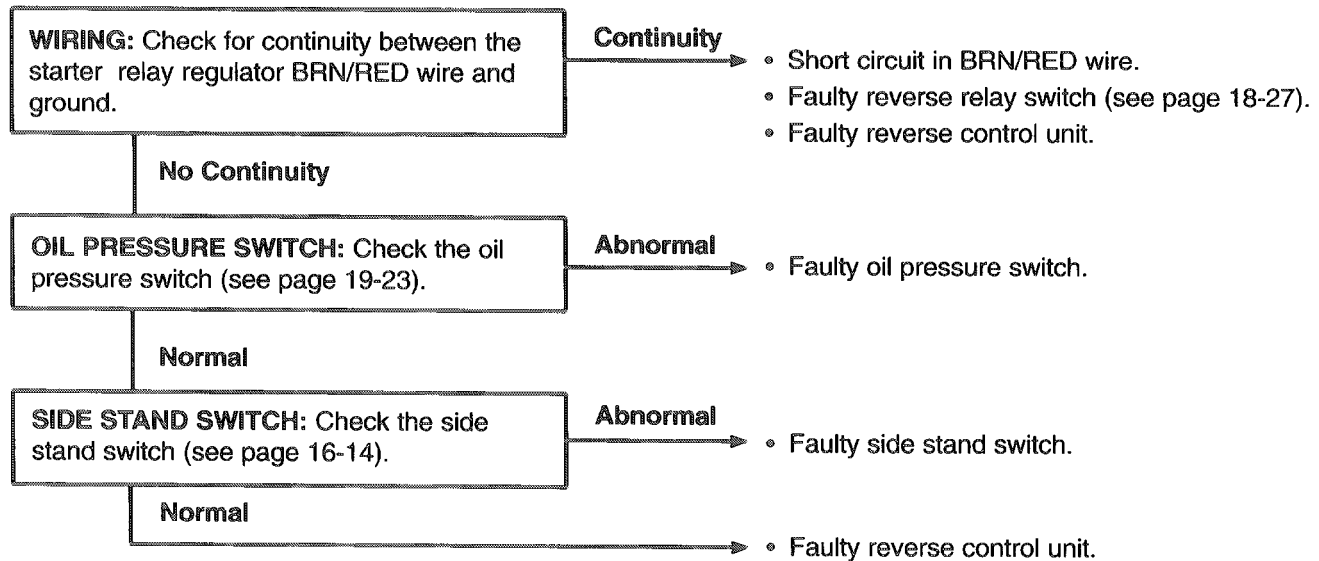 WIRING: Check for continuity between the
starter relay regulator BRN/RED wire and
ground.
Continuity
• Short circuit in BRN/RED wire.
• Faulty reverse relay switch (see page 18-27).
• Faulty reverse control unit.
No Continuity
OIL PRESSURE SWITCH: Check the oil
pressure switch (see page 19-23).
Abnormal
• Faulty oil pressure switch.
Normal
SIDE STAND SWITCH: Check the side
stand switch (see page 16-14).
Abnormal
• Faulty side stand switch.
Normal
• Faulty reverse control unit.